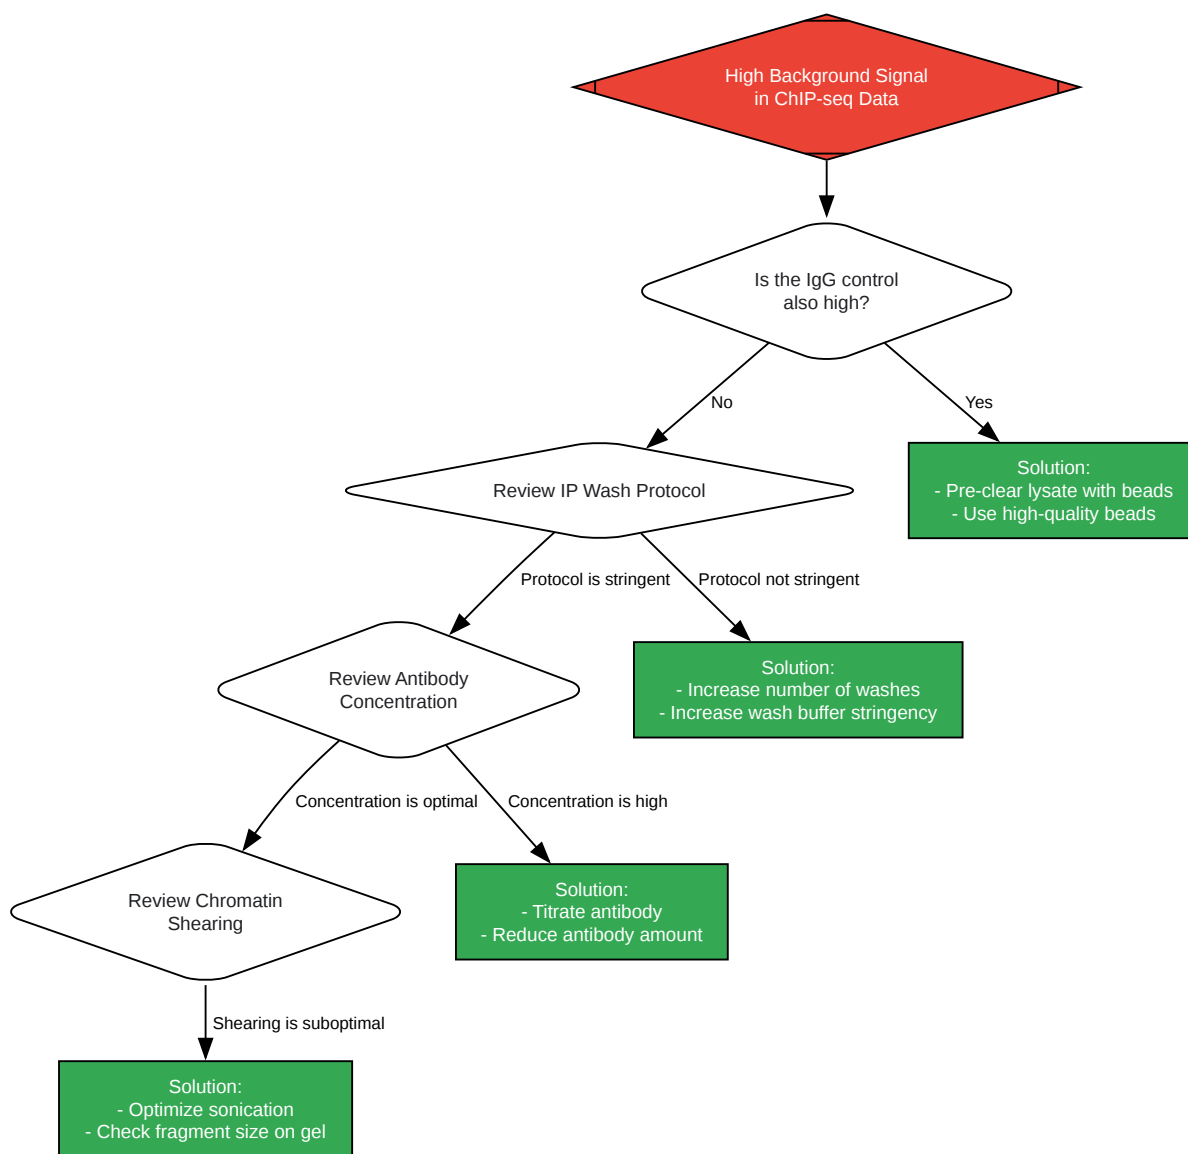 High Background Signal
in ChIP-seq Data
Is the IgG control
also high?
No
Yes
Review IP Wash Protocol
Solution:
- Pre-clear lysate with beads
- Use high-quality beads
Protocol is stringent
Protocol not stringent
Review Antibody
Concentration
Solution:
- Increase number of washes
- Increase wash buffer stringency
Concentration is optimal
Concentration is high
Review Chromatin
Shearing
Solution:
- Titrate antibody
- Reduce antibody amount
Shearing is suboptimal
Solution:
- Optimize sonication
- Check fragment size on gel